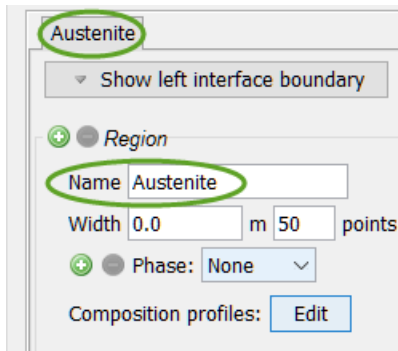 Austenite
Show left interface boundary
Region
Name Austenite
Width 0.0 m 50 points
Phase: None
Composition profiles: Edit